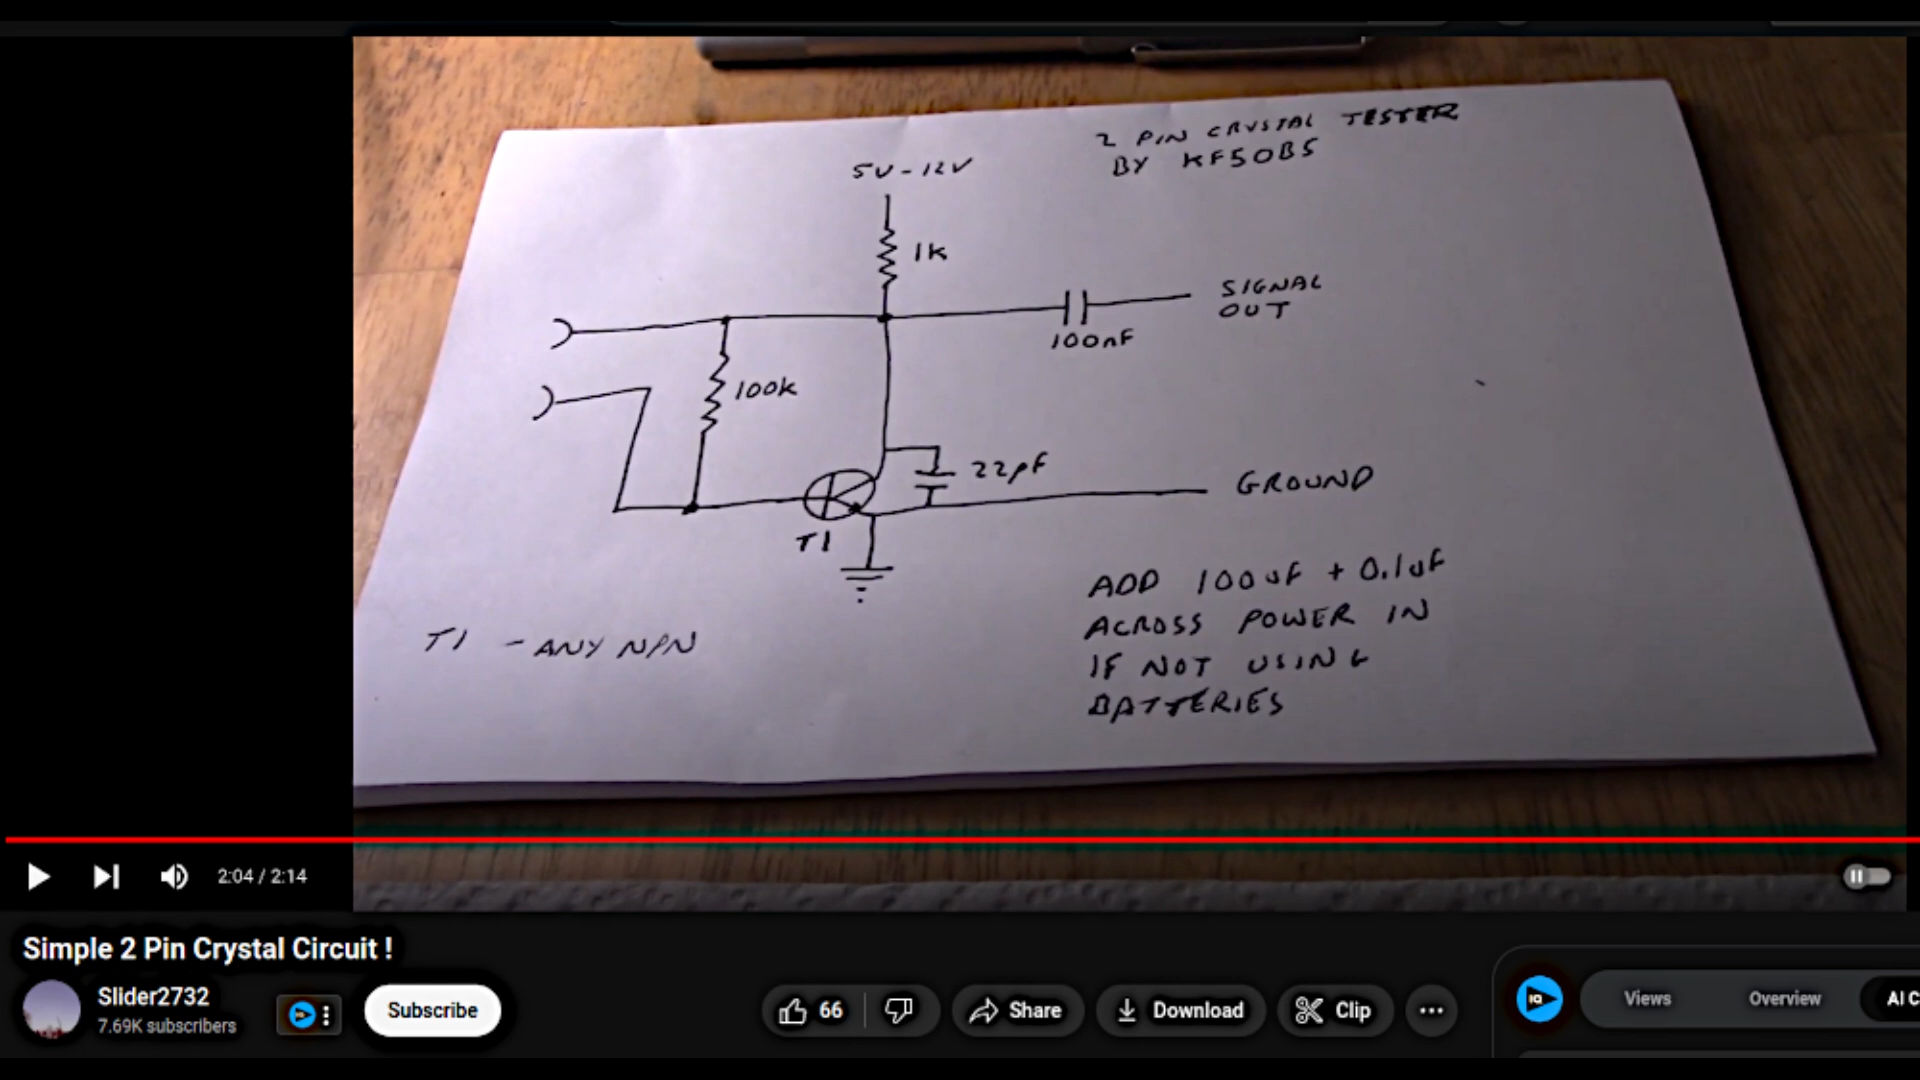 2 PIN CRYSTAL TESTER
BY KF5OBS
5V-12V
1K
SIGNAL
OUT
100nF
100K
22pF
GROUND
T1
ADD 100uF + 0.1uF
ACROSS POWER IN
IF NOT USING
BATTERIES
T1 - ANY NPN
2:04 / 2:14
Simple 2 Pin Crystal Circuit !
Slider2732
7.69K subscribers
Subscribe
66
Share
Download
Clip
IQ
Views
Overview
AI C